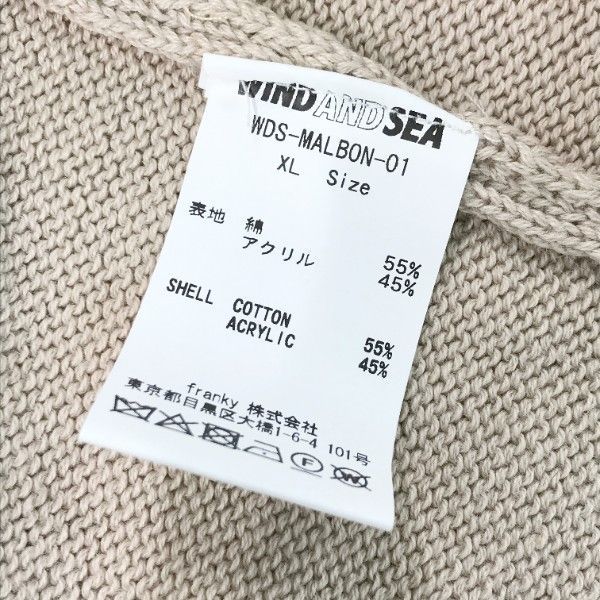 WIND AND SEA
WDS-MALBON-01
XL Size
表地 綿 55%
アクリル 45%
SHELL COTTON 55%
ACRYLIC 45%
franky 株式会社
東京都目黒区大橋1-6-4 101号
F W